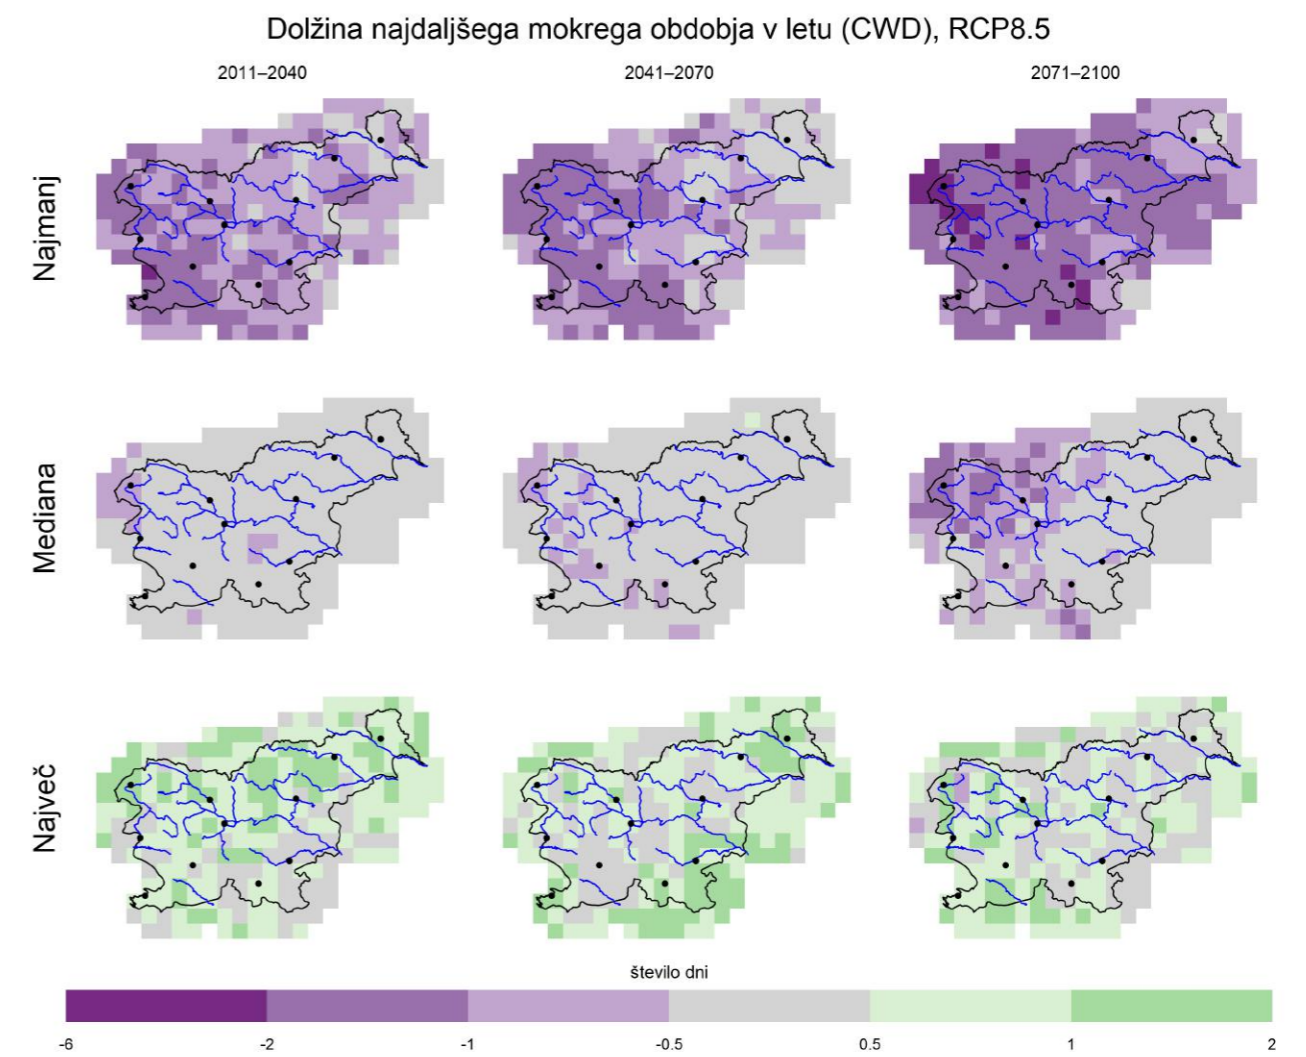 Dolžina najdaljšega mokrega obdobja v letu (CWD), RCP8.5
2011–2040 2041–2070 2071–2100
Najmanj
Mediana
Največ
število dni
-6 -2 -1 -0.5 0.5 1 2